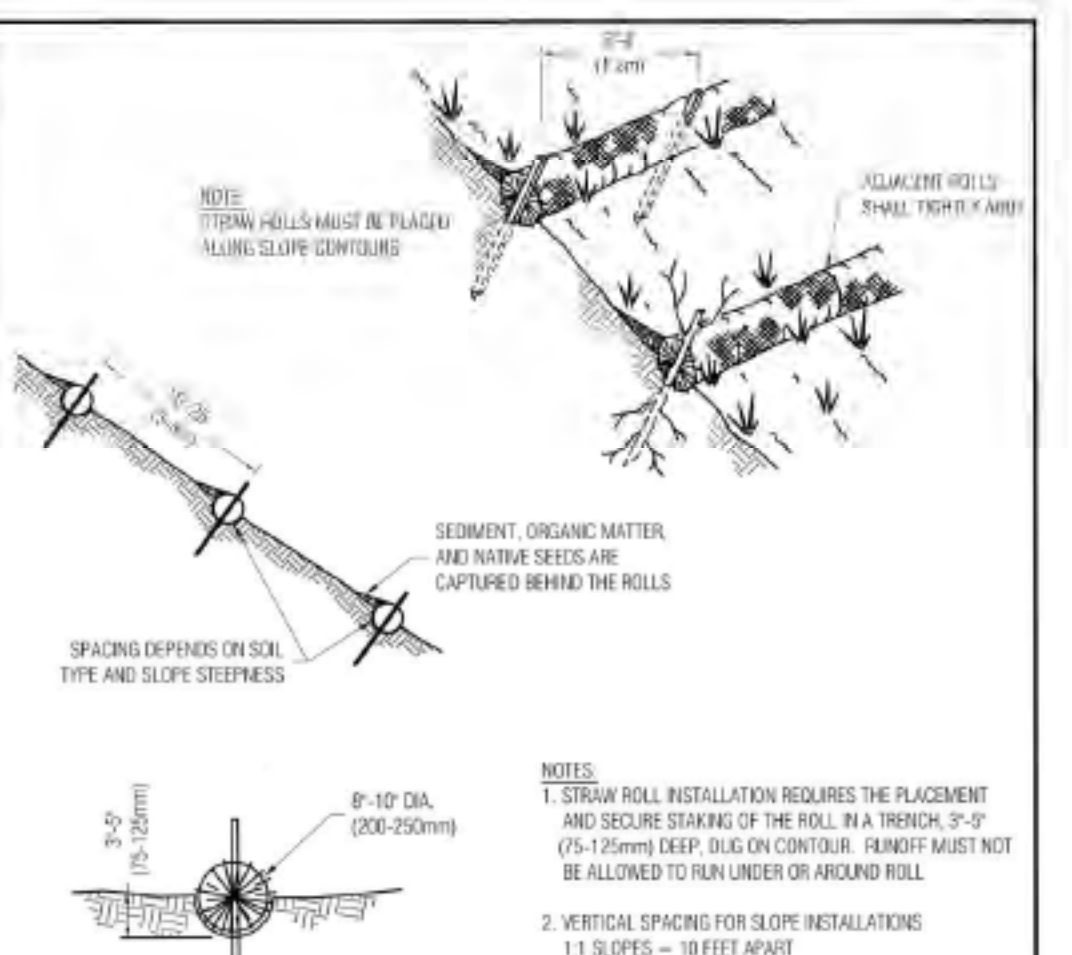 (1.2m)
NOTE:
STRAW ROLLS MUST BE PLACED
ALONG SLOPE CONTOURS
ADJACENT ROLLS
SHALL TIGHTLY ABUT
SEDIMENT, ORGANIC MATTER,
AND NATIVE SEEDS ARE
CAPTURED BEHIND THE ROLLS
SPACING DEPENDS ON SOIL
TYPE AND SLOPE STEEPNESS
3"-5"
(75-125mm)
8"-10" DIA.
(200-250mm)
NOTES:
1. STRAW ROLL INSTALLATION REQUIRES THE PLACEMENT
AND SECURE STAKING OF THE ROLL IN A TRENCH, 3"-5"
(75-125mm) DEEP, DUG ON CONTOUR. RUNOFF MUST NOT
BE ALLOWED TO RUN UNDER OR AROUND ROLL
2. VERTICAL SPACING FOR SLOPE INSTALLATIONS
1:1 SLOPES = 10 FEET APART